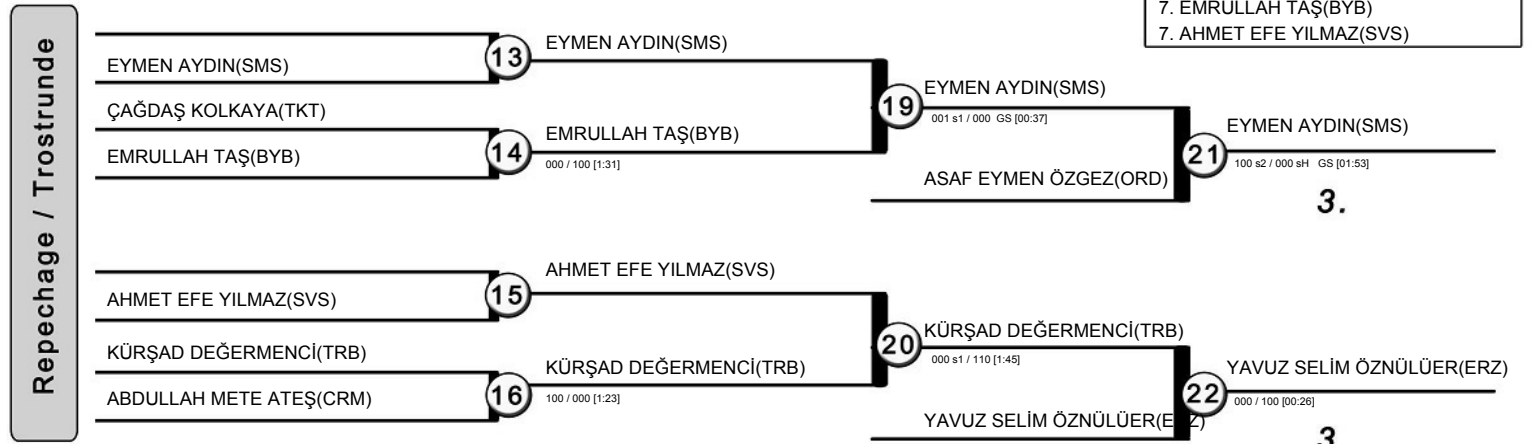 7. EMRULLAH TAŞ(BYB)
7. AHMET EFE YILMAZ(SVS)
Repechage / Trostrunde
EYMEN AYDIN(SMS)
13
EYMEN AYDIN(SMS)
ÇAĞDAŞ KOLKAYA(TKT)
EMRULLAH TAŞ(BYB)
14
EMRULLAH TAŞ(BYB)
000 / 100 [1:31]
19
EYMEN AYDIN(SMS)
001 s1 / 000 GS [00:37]
ASAF EYMEN ÖZGEZ(ORD)
21
EYMEN AYDIN(SMS)
100 s2 / 000 sH GS [01:53]
3.
AHMET EFE YILMAZ(SVS)
15
AHMET EFE YILMAZ(SVS)
KÜRŞAD DEĞERMENCİ(TRB)
ABDULLAH METE ATEŞ(CRM)
16
KÜRŞAD DEĞERMENCİ(TRB)
100 / 000 [1:23]
20
KÜRŞAD DEĞERMENCİ(TRB)
000 s1 / 110 [1:45]
YAVUZ SELİM ÖZNÜLÜER(ERZ)
22
YAVUZ SELİM ÖZNÜLÜER(ERZ)
000 / 100 [00:26]
3